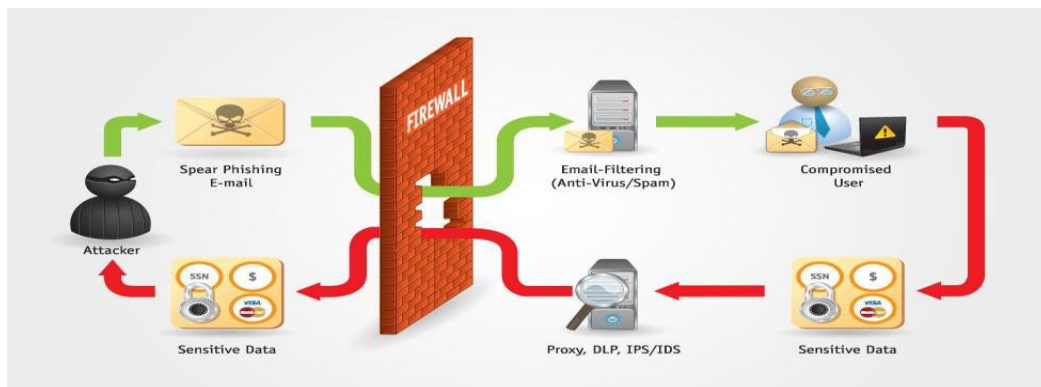 FIREWALL
Spear Phishing
E-mail
Email-Filtering
(Anti-Virus/Spam)
Compromised
User
Attacker
SSN
$
VISA
Sensitive Data
Proxy, DLP, IPS/IDS
SSN
$
VISA
Sensitive Data